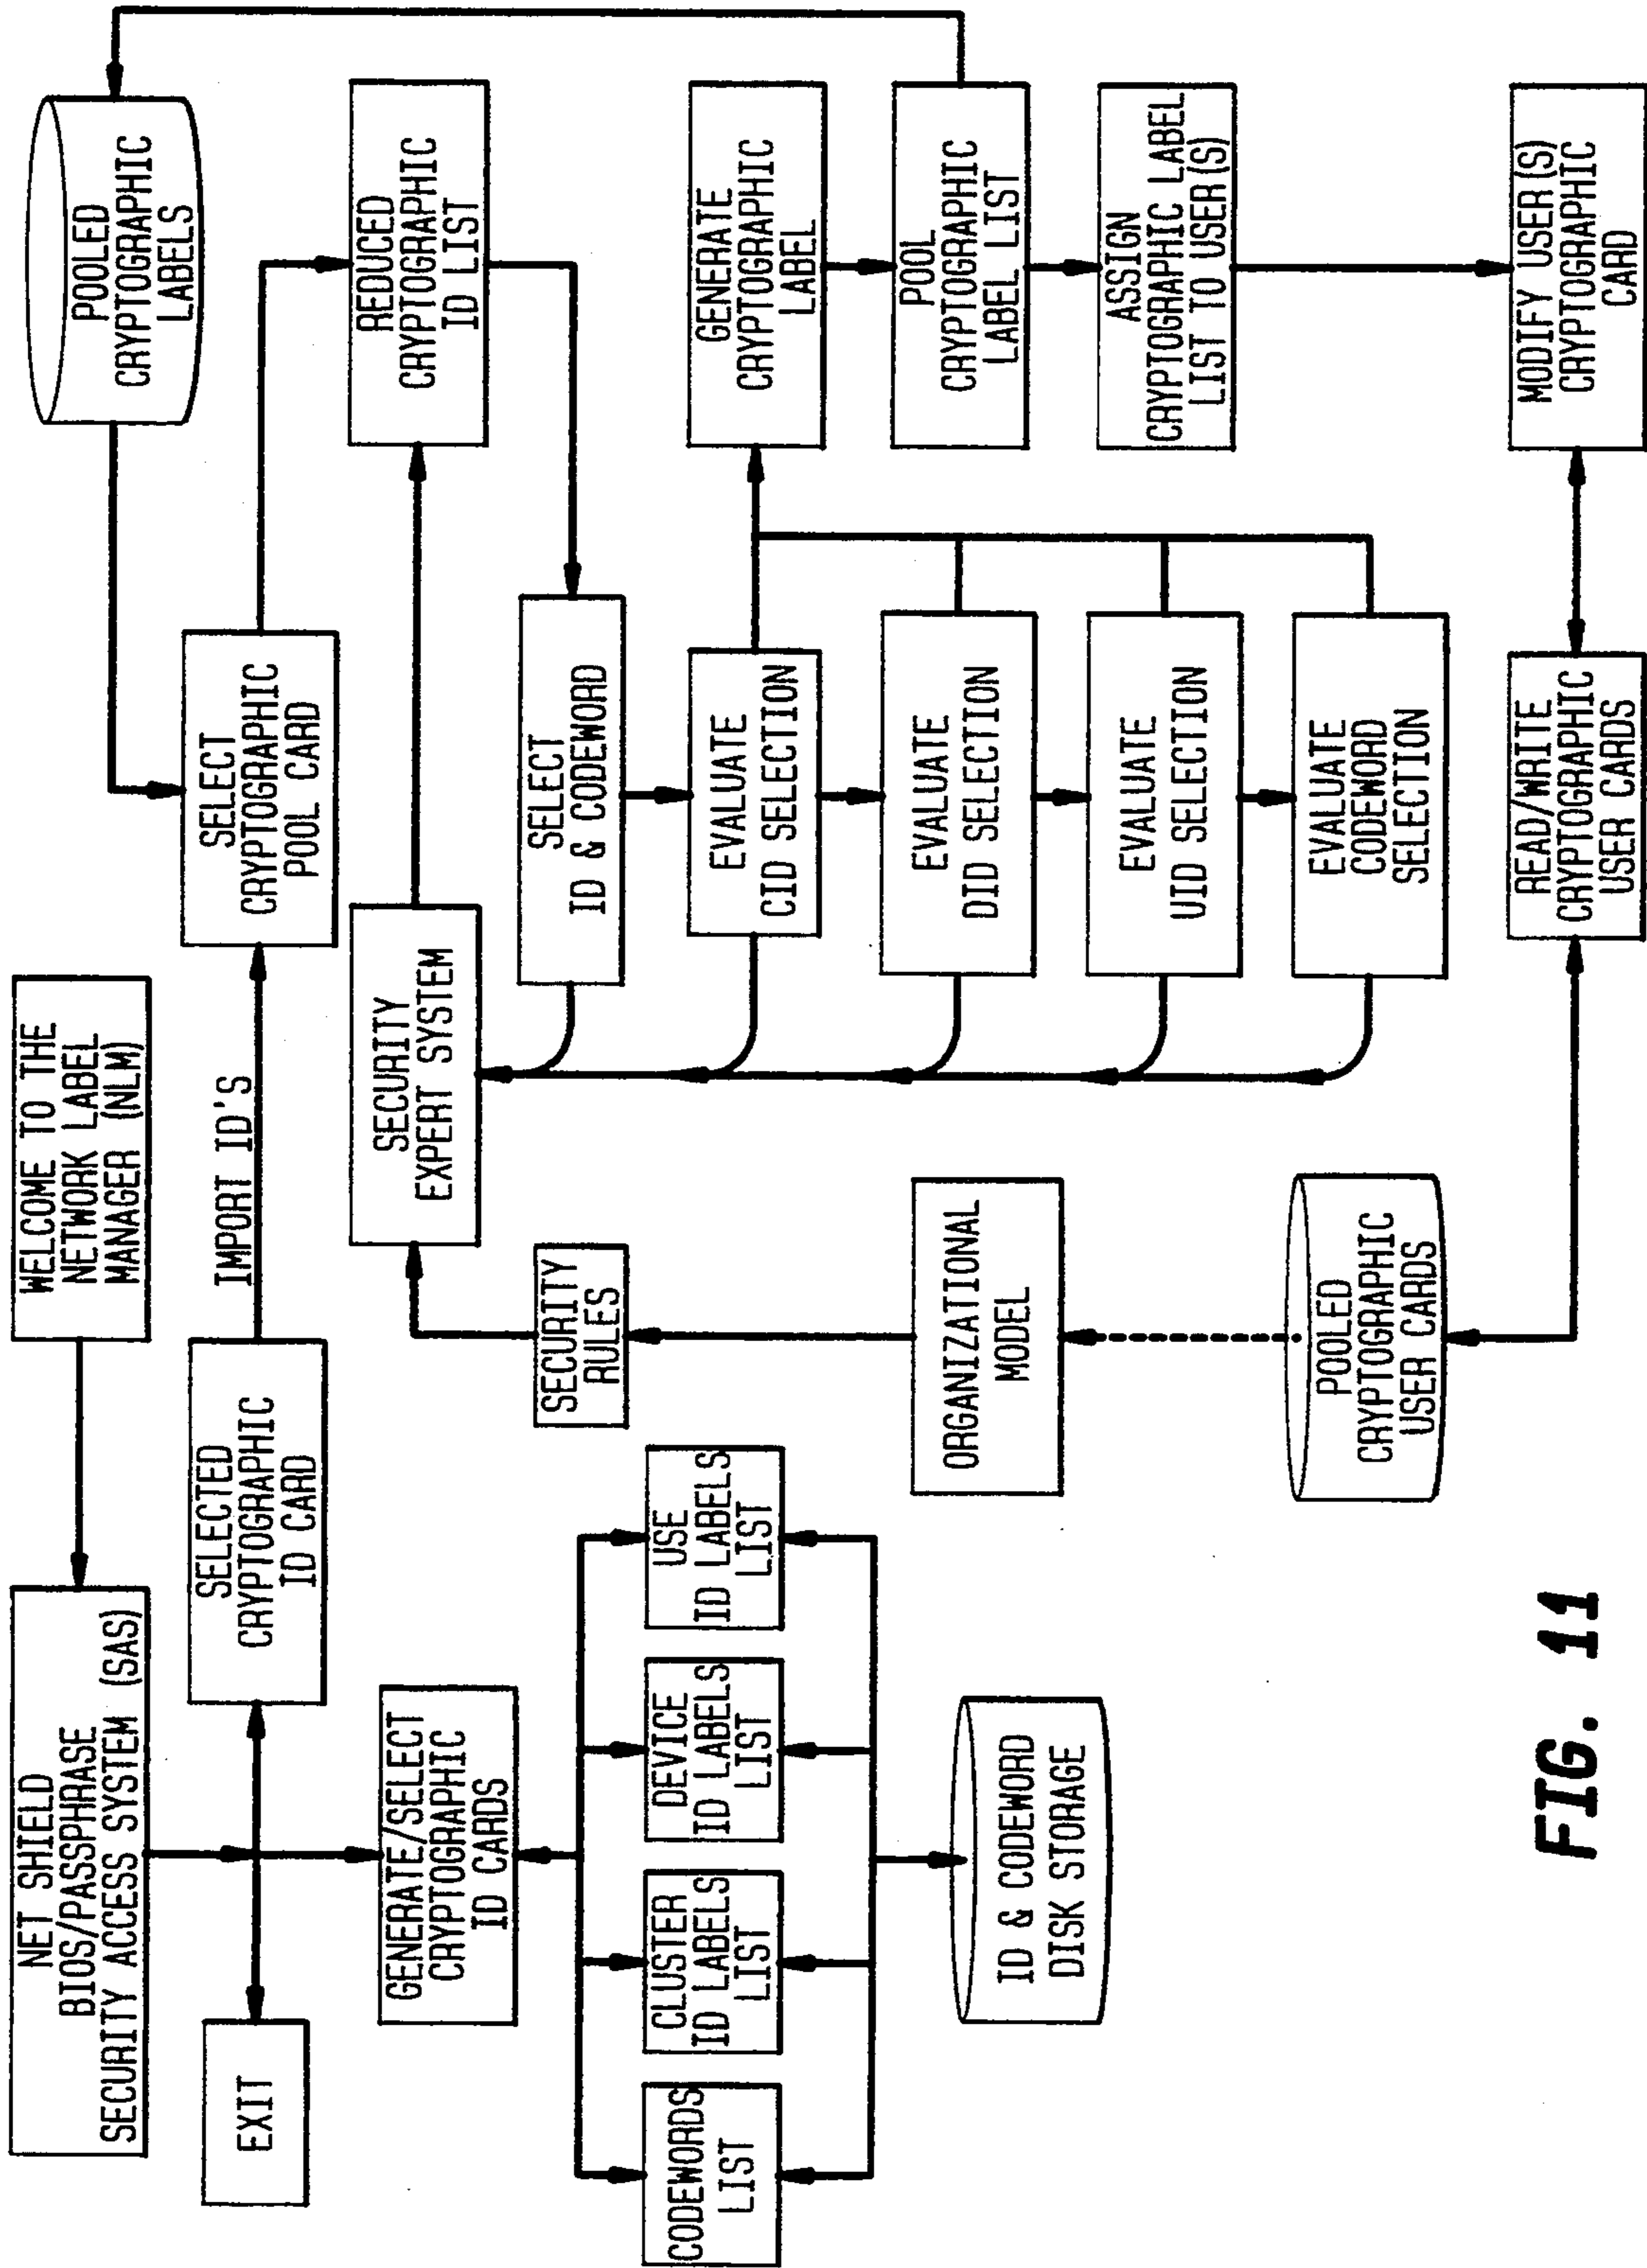 WELCOME TO THE
NETWORK LABEL
MANAGER (NLM)
NET SHIELD
BIOS/PASSPHRASE
SECURITY ACCESS SYSTEM (SAS)
EXIT
SELECTED
CRYPTOGRAPHIC
ID CARD
IMPORT ID'S
SELECT
CRYPTOGRAPHIC
POOL CARD
POOLED
CRYPTOGRAPHIC
LABELS
GENERATE/SELECT
CRYPTOGRAPHIC
ID CARDS
SECURITY
EXPERT SYSTEM
REDUCED
CRYPTOGRAPHIC
ID LIST
CODEWORDS
LIST
CLUSTER
ID LABELS
LIST
DEVICE
ID LABELS
LIST
USE
ID LABELS
LIST
SECURITY
RULES
SELECT
ID & CODEWORD
EVALUATE
CID SELECTION
GENERATE
CRYPTOGRAPHIC
LABEL
ID & CODEWORD
DISK STORAGE
ORGANIZATIONAL
MODEL
EVALUATE
DID SELECTION
POOL
CRYPTOGRAPHIC
LABEL LIST
EVALUATE
UID SELECTION
ASSIGN
CRYPTOGRAPHIC LABEL
LIST TO USER(S)
POOLED
CRYPTOGRAPHIC
USER CARDS
EVALUATE
CODEWORD
SELECTION
READ/WRITE
CRYPTOGRAPHIC
USER CARDS
MODIFY USER(S)
CRYPTOGRAPHIC
CARD
FIG. 11